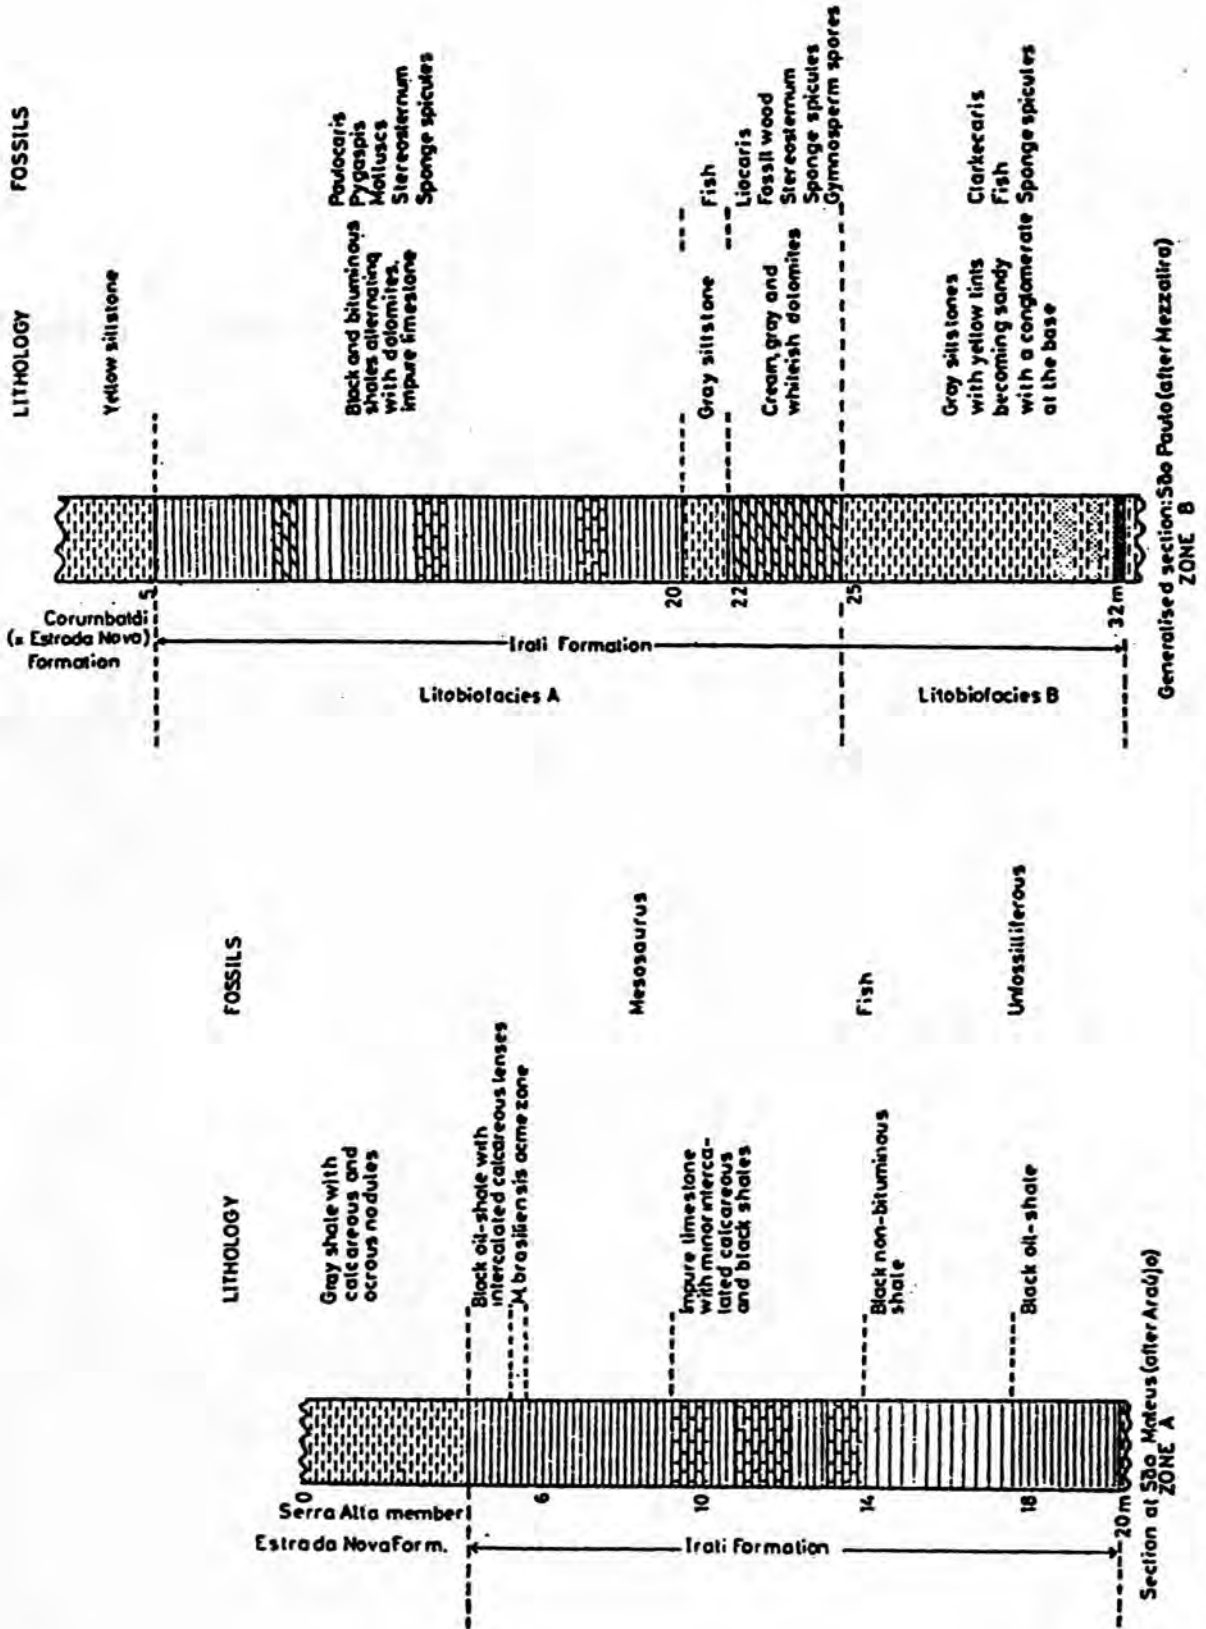 LITHOLOGY
FOSSILS
Yellow siltstone
Black and bituminous
shales alternating
with dolomites,
impure limestone
Paulocaris
Pygaspis
Molluscs
Stereosternum
Sponge spicules
Gray siltstone
Fish
Cream, gray and
whiteish dolomites
Liocaris
Fossil wood
Stereosternum
Sponge spicules
Gymnosperm spores
Gray siltstones
with yellow tints
becoming sandy
with a conglomerate
at the base
Clarkecaris
Fish
Sponge spicules
5
20
22
25
32 m
Corumbaldi
(= Estrada Nova)
Formation
Irati Formation
Litobiofacies A
Litobiofacies B
Generalised section: São Paulo (after Mezzalira)
ZONE B
LITHOLOGY
FOSSILS
Gray shale with
calcareous and
ocrous nodules
Black oil-shale with
intercalated calcareous lenses
M brasiliensis acme zone
Mesosaurus
Impure limestone
with minor interca-
lated calcareous
and black shales
Black non-bituminous
shale
Fish
Black oil-shale
Unfossilliferous
0
6
10
14
18
20 m
Serra Alta member
Estrada Nova Form.
Irati Formation
Section at São Mateus (after Araújo)
ZONE A